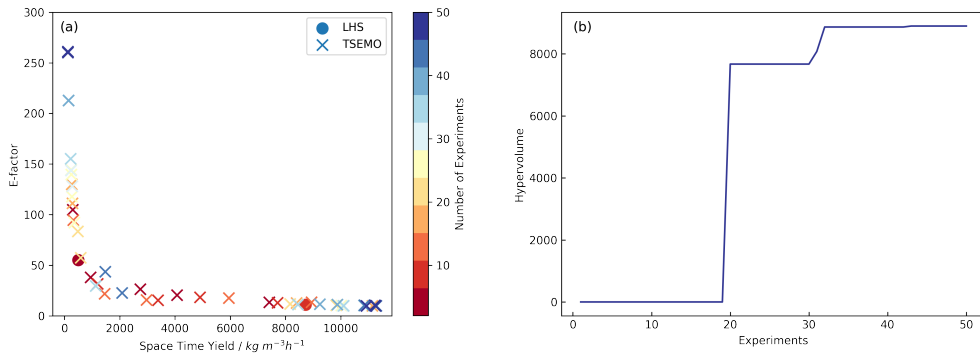 (a)
LHS
TSEMO
300
250
200
150
100
50
0
E-factor
0 2000 4000 6000 8000 10000
Space Time Yield / kg m⁻³h⁻¹
50
40
30
20
10
Number of Experiments
(b)
8000
6000
4000
2000
0
Hypervolume
0 10 20 30 40 50
Experiments